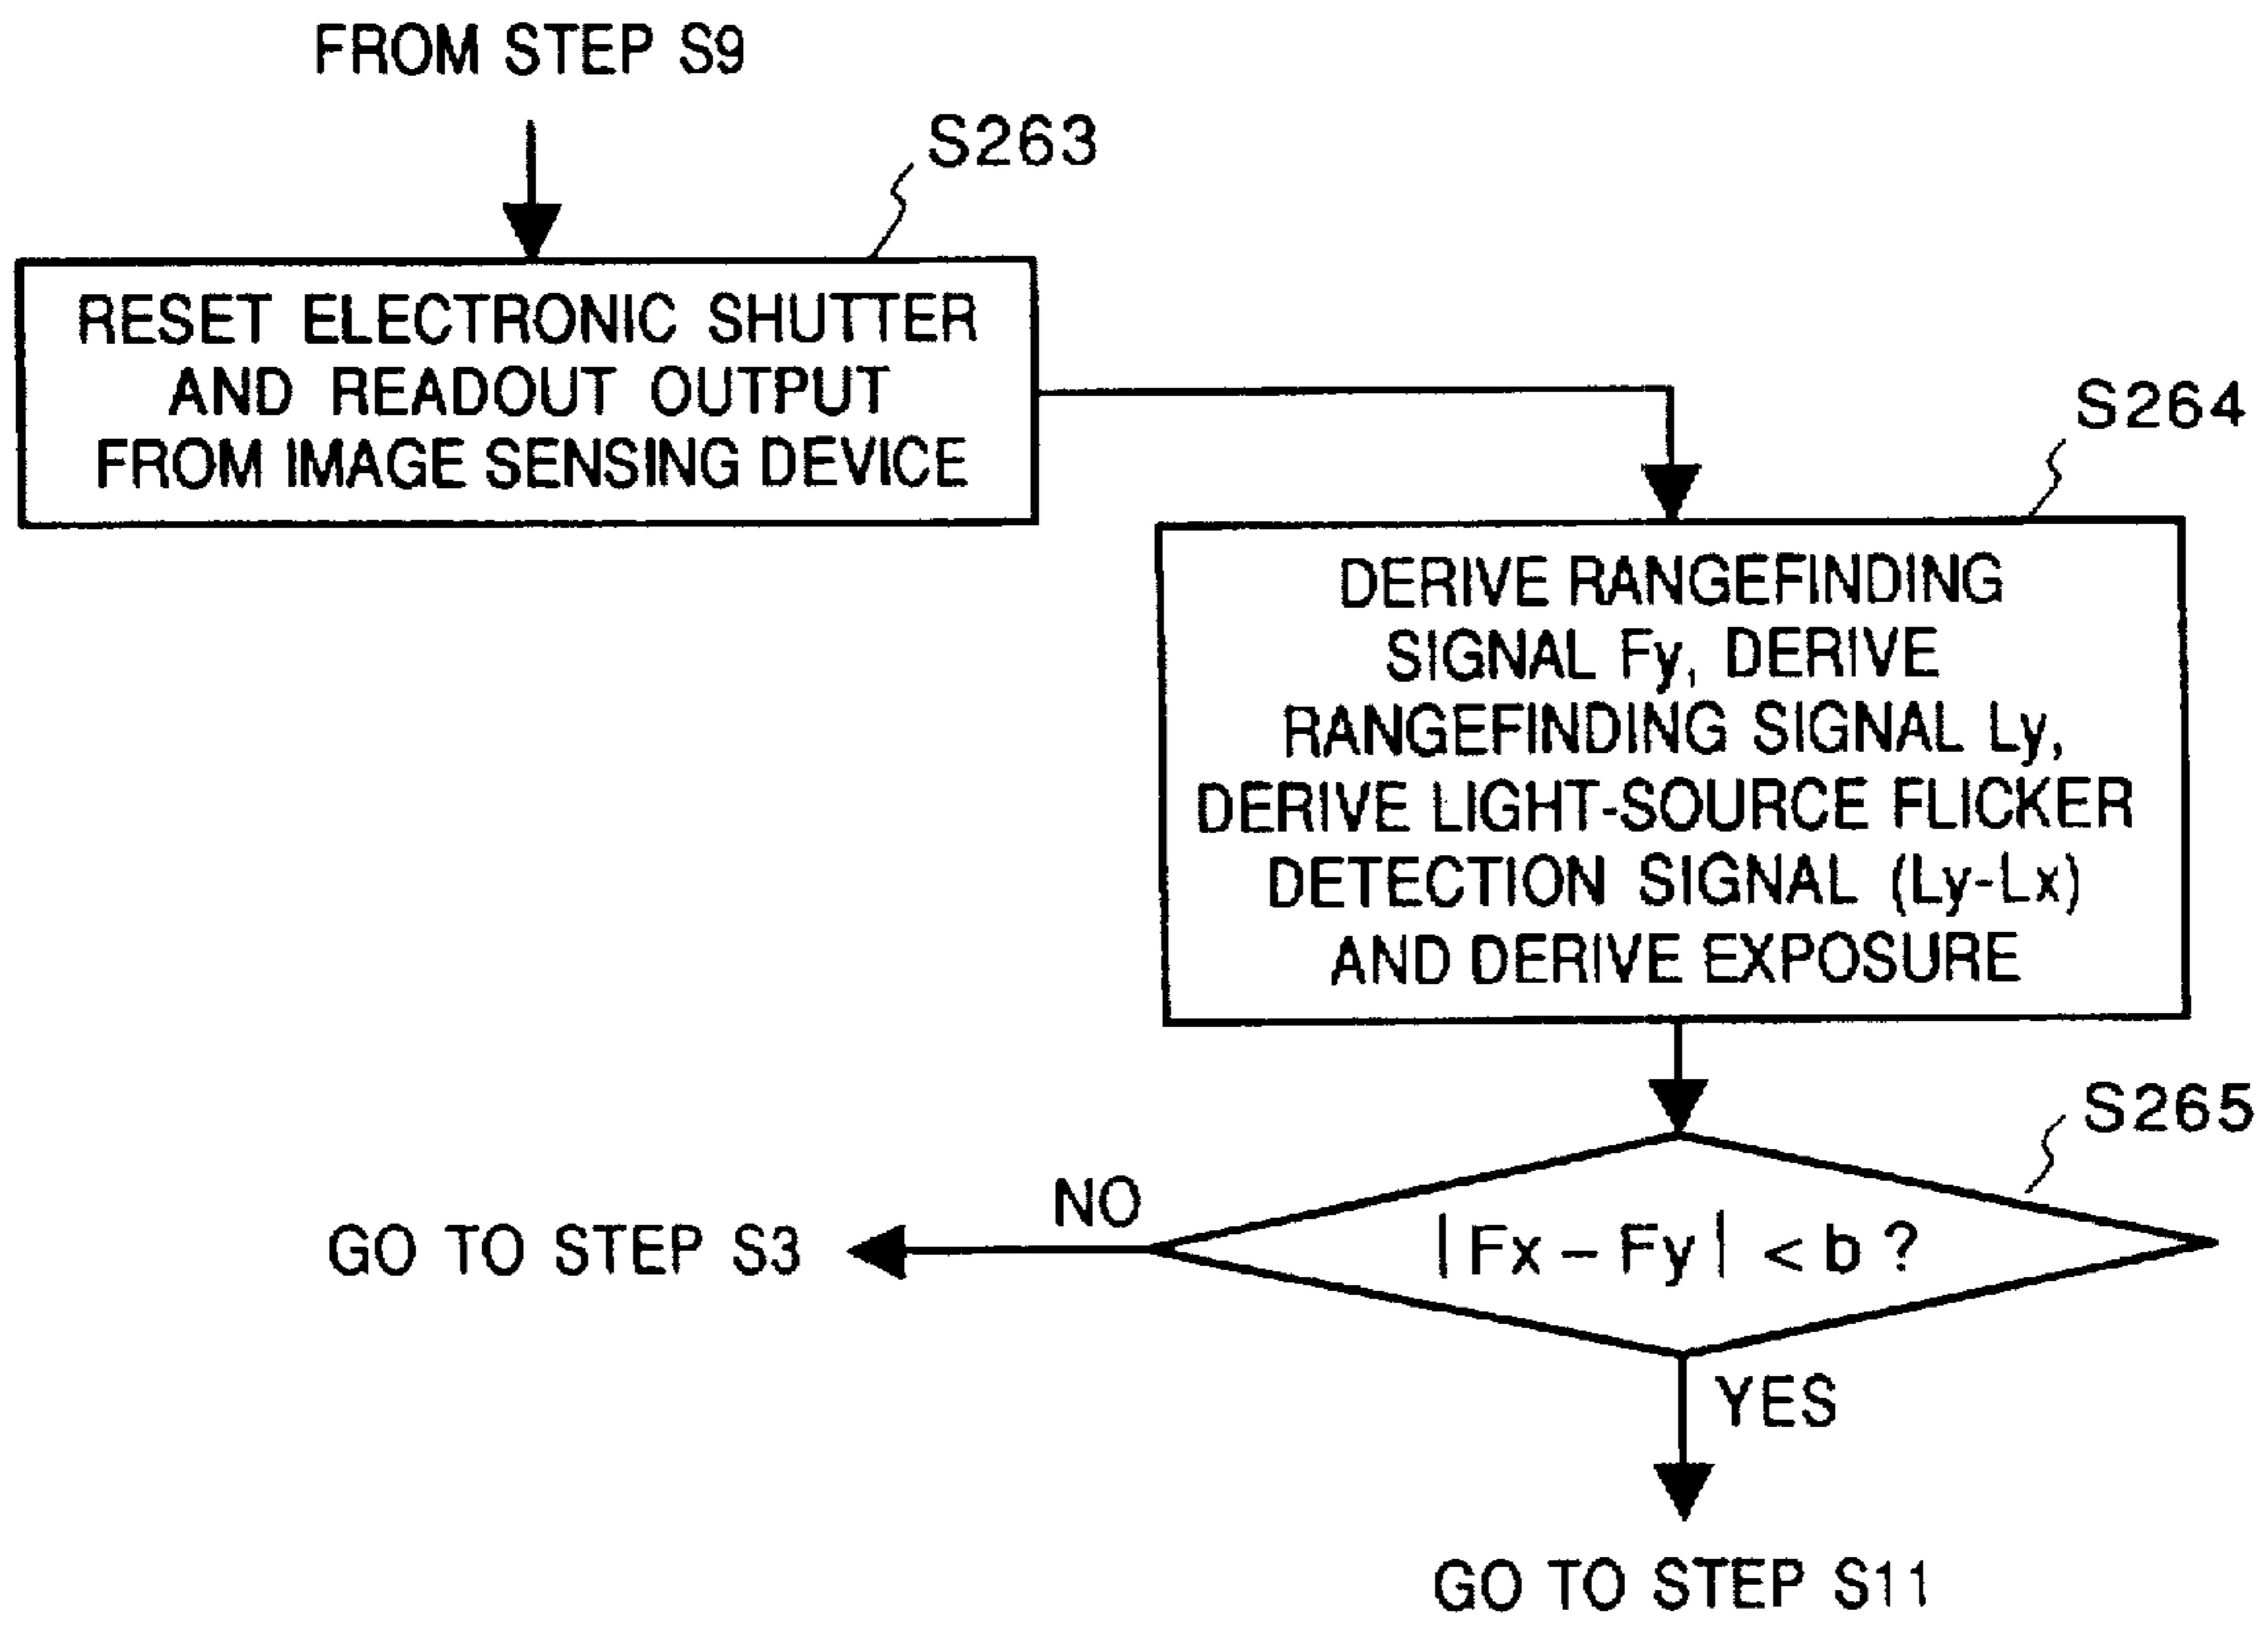 FROM STEP S9
S263
RESET ELECTRONIC SHUTTER
AND READOUT OUTPUT
FROM IMAGE SENSING DEVICE
S264
DERIVE RANGEFINDING
SIGNAL Fy, DERIVE
RANGEFINDING SIGNAL Ly,
DERIVE LIGHT-SOURCE FLICKER
DETECTION SIGNAL (Ly-Lx)
AND DERIVE EXPOSURE
S265
|Fx – Fy| < b ?
NO
GO TO STEP S3
YES
GO TO STEP S11